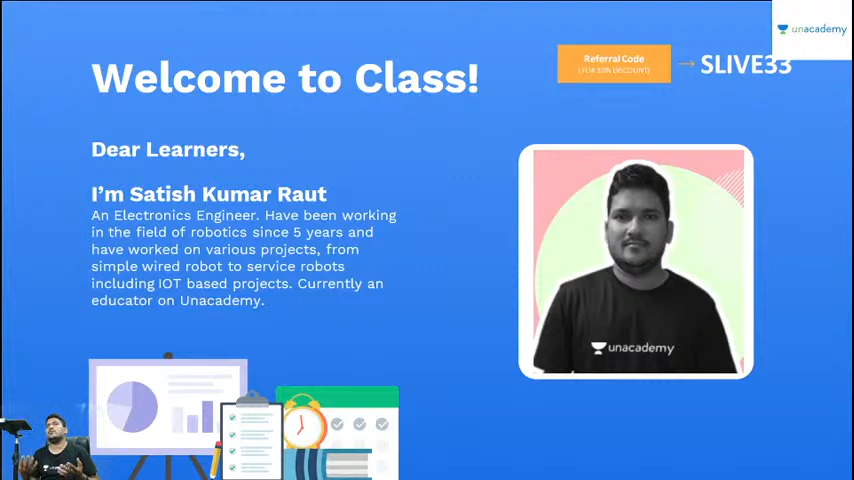 unacademy
Referral Code
( FOR 30% DISCOUNT)
SLIVE33
Welcome to Class!
Dear Learners,
I'm Satish Kumar Raut
An Electronics Engineer. Have been working
in the field of robotics since 5 years and
have worked on various projects, from
simple wired robot to service robots
including IOT based projects. Currently an
educator on Unacademy.
unacademy